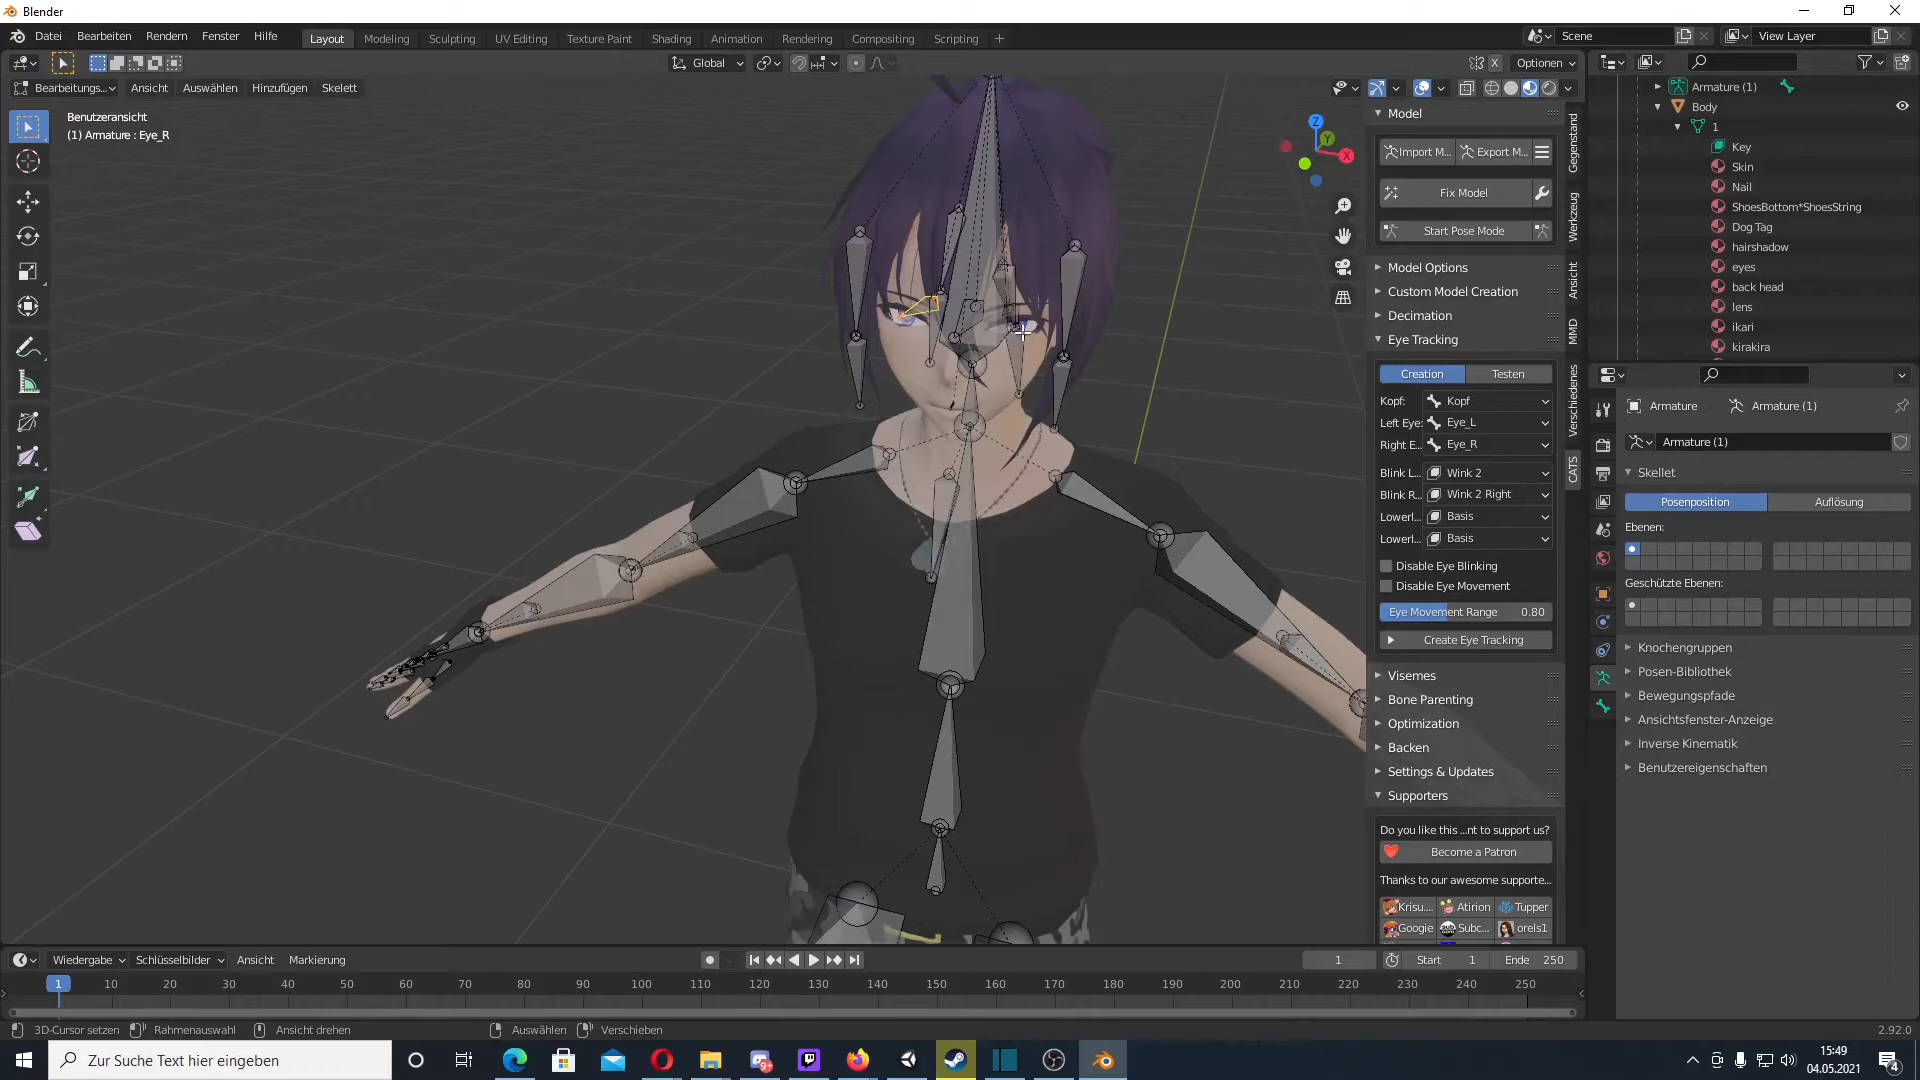 Blender
Datei Bearbeiten Rendern Fenster Hilfe Layout Modeling Sculpting UV Editing Texture Paint Shading Animation Rendering Compositing Scripting + Scene View Layer
Global X Optionen
Bearbeitungs... Ansicht Auswählen Hinzufügen Skelett
Benutzeransicht
(1) Armature : Eye_R
Z
Y
X
Model
Import M... Export M...
Fix Model
Start Pose Mode
Model Options
Custom Model Creation
Decimation
Eye Tracking
Creation Testen
Kopf: Kopf
Left Eye: Eye_L
Right E... Eye_R
Blink L... Wink 2
Blink R... Wink 2 Right
Lowerl... Basis
Lowerl... Basis
Disable Eye Blinking
Disable Eye Movement
Eye Movement Range 0.80
Create Eye Tracking
Visemes
Bone Parenting
Optimization
Backen
Settings & Updates
Supporters
Do you like this ...nt to support us?
Become a Patron
Thanks to our awesome supporte...
Krisu.... Atirion Tupper
Googie Subc... orels1
Gegenstand
Werkzeug
Ansicht
MMD
Verschiedenes
CATS
Armature (1)
Body
1
Key
Skin
Nail
ShoesBottom*ShoesString
Dog Tag
hairshadow
eyes
back head
lens
ikari
kirakira
Armature Armature (1)
Armature (1)
Skellet
Posenposition Auflösung
Ebenen:
Geschützte Ebenen:
Knochengruppen
Posen-Bibliothek
Bewegungspfade
Ansichtsfenster-Anzeige
Inverse Kinematik
Benutzereigenschaften
Wiedergabe Schlüsselbilder Ansicht Markierung 1 Start 1 Ende 250
1 10 20 30 40 50 60 70 80 90 100 110 120 130 140 150 160 170 180 190 200 210 220 230 240 250
3D-Cursor setzen Rahmenauswahl Ansicht drehen Auswählen Verschieben 2.92.0
Zur Suche Text hier eingeben
9+
15:49
04.05.2021
4